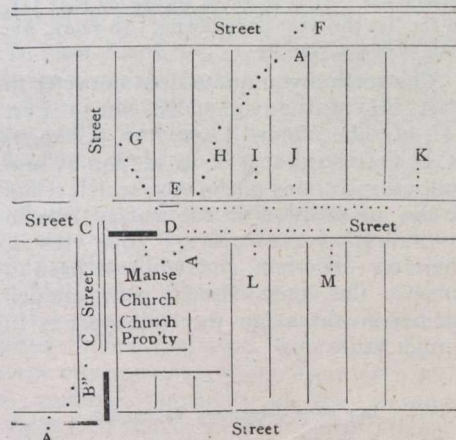 Street F
A
Street
G H I J K
E
Street C D Street
Manse A
Street
Church L M
C Church
Prop'ty
B"
A Street